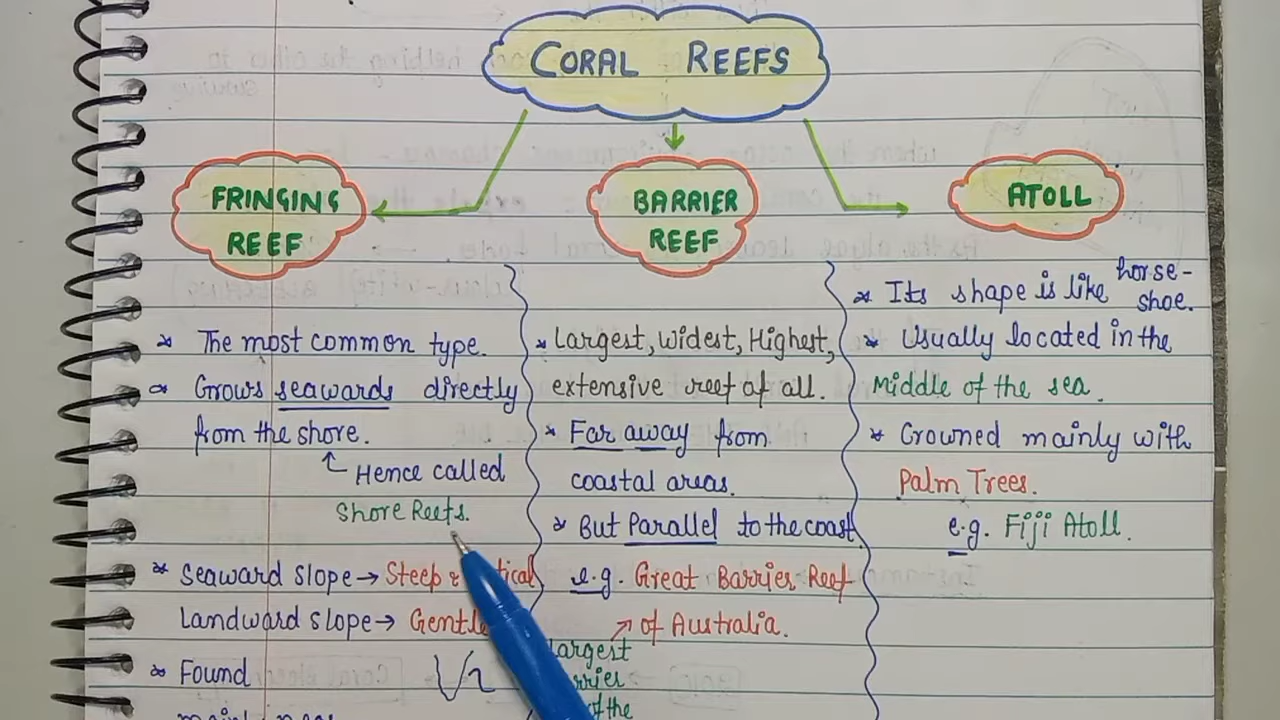 CORAL REEFS
FRINGING
REEF
* The most common type.
* Grows seawards directly
from the shore.
Hence called
Shore Reefs.
* Seaward slope → Steep &
Landward slope →
* Found
BARRIER
REEF
* Largest, Widest, Highest,
extensive reef of all.
* Far away from
coastal areas.
* But Parallel to the coast
e.g. Great Barrier Reef
of Australia.
largest
of the
ATOLL
* Its shape is like horse-
shoe.
* Usually located in the
Middle of the sea.
* Crowned mainly with
Palm Trees.
e.g. Fiji Atoll.